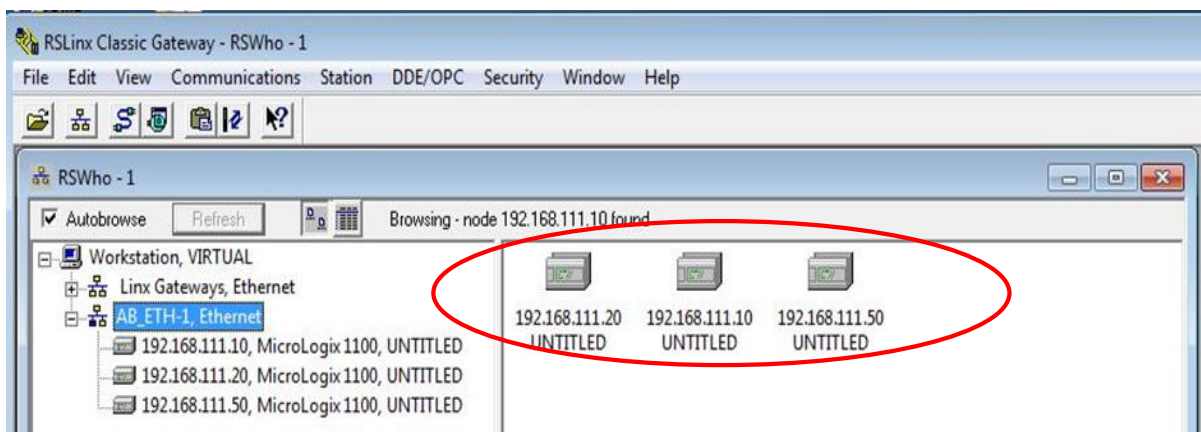 RSLinx Classic Gateway - RSWho - 1
File Edit View Communications Station DDE/OPC Security Window Help
RSWho - 1
Autobrowse Refresh Browsing - node 192.168.111.10 found
Workstation, VIRTUAL
Linx Gateways, Ethernet
AB_ETH-1, Ethernet
192.168.111.10, MicroLogix 1100, UNTITLED
192.168.111.20, MicroLogix 1100, UNTITLED
192.168.111.50, MicroLogix 1100, UNTITLED
192.168.111.20 192.168.111.10 192.168.111.50
UNTITLED UNTITLED UNTITLED